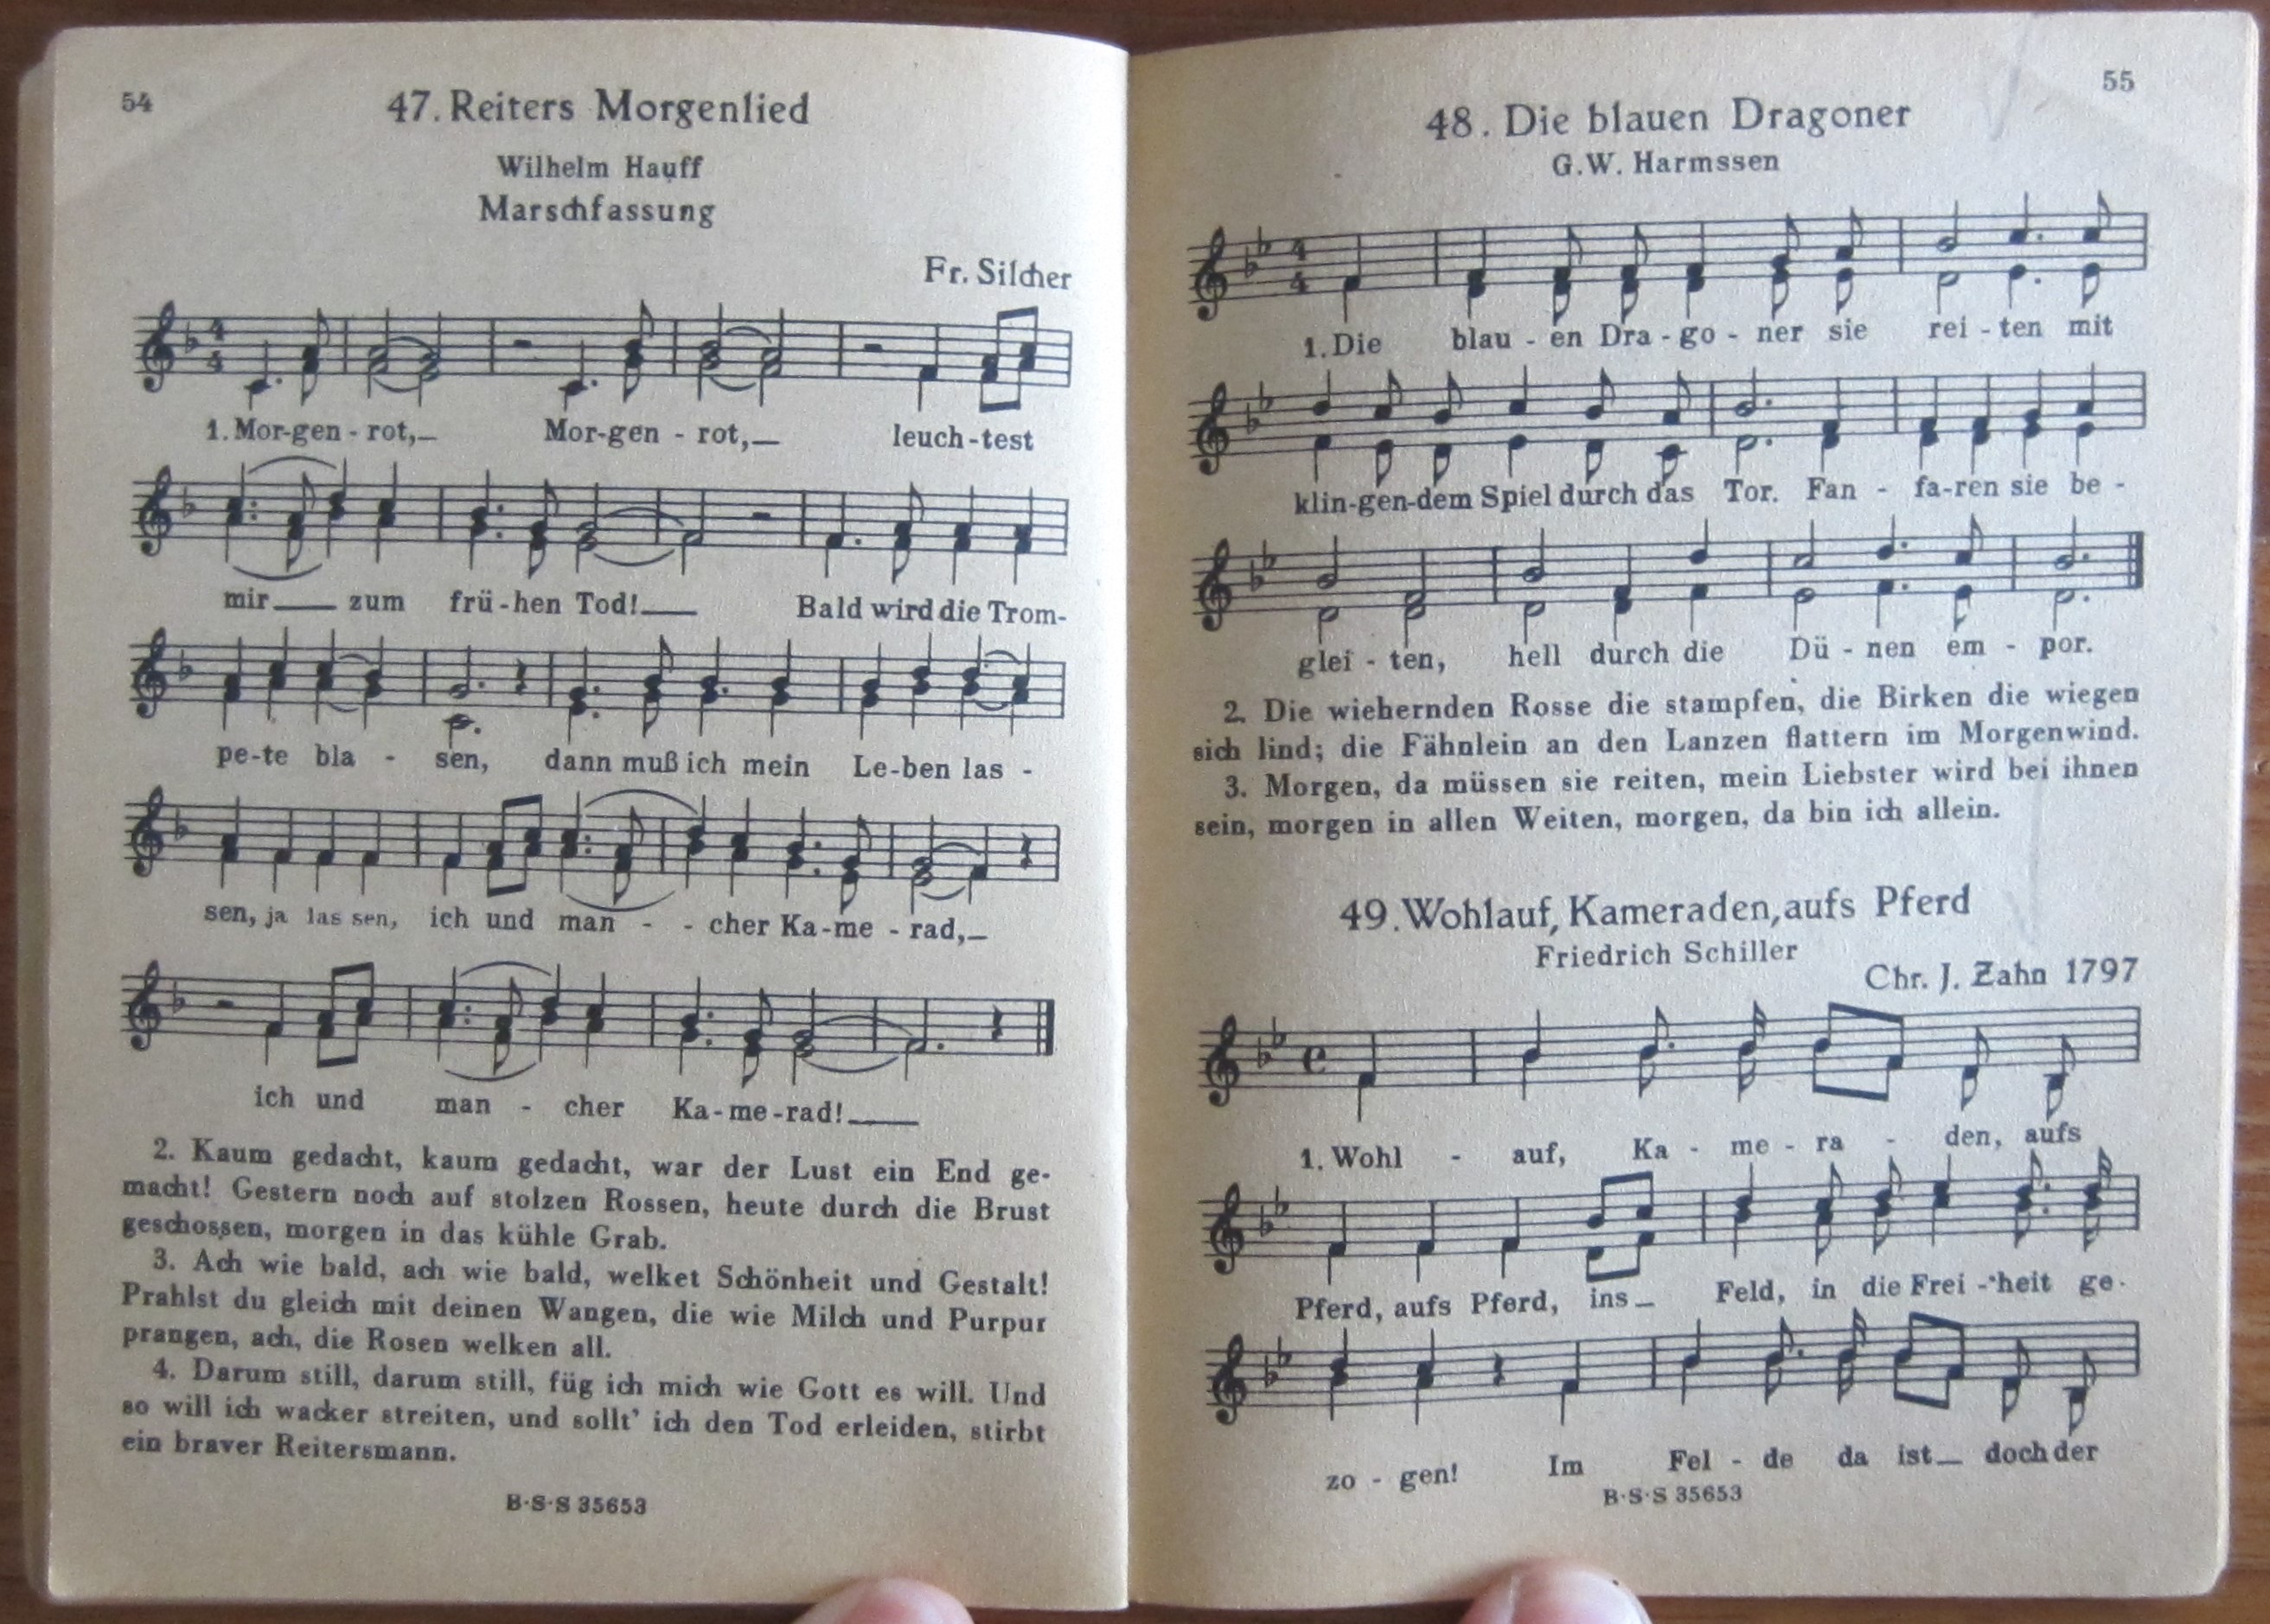 54
47. Reiters Morgenlied
Wilhelm Hauff
Marschfassung
Fr. Silcher
1. Mor-gen - rot,_ Mor-gen - rot,_ leuch-test
mir_ zum frü-hen Tod!_ Bald wird die Trom-
pe-te bla - sen, dann muß ich mein Le-ben las -
sen, ja las sen, ich und man - - cher Ka-me - rad,_
ich und man - cher Ka-me-rad!_
2. Kaum gedacht, kaum gedacht, war der Lust ein End ge-
macht! Gestern noch auf stolzen Rossen, heute durch die Brust
geschossen, morgen in das kühle Grab.
3. Ach wie bald, ach wie bald, welket Schönheit und Gestalt!
Prahlst du gleich mit deinen Wangen, die wie Milch und Purpur
prangen, ach, die Rosen welken all.
4. Darum still, darum still, füg ich mich wie Gott es will. Und
so will ich wacker streiten, und sollt' ich den Tod erleiden, stirbt
ein braver Reitersmann.
B·S·S 35653
55
48. Die blauen Dragoner
G.W. Harmssen
4
4
1. Die blau - en Dra - go - ner sie rei - ten mit
klin-gen-dem Spiel durch das Tor. Fan - fa-ren sie be -
glei - ten, hell durch die Dü - nen em - por.
2. Die wiehernden Rosse die stampfen, die Birken die wiegen
sich lind; die Fähnlein an den Lanzen flattern im Morgenwind.
3. Morgen, da müssen sie reiten, mein Liebster wird bei ihnen
sein, morgen in allen Weiten, morgen, da bin ich allein.
49. Wohlauf, Kameraden, aufs Pferd
Friedrich Schiller
Chr. J. Zahn 1797
1. Wohl - auf, Ka - me - ra - den, aufs
Pferd, aufs Pferd, ins_ Feld, in die Frei - heit ge-
zo - gen! Im Fel - de da ist_ doch der
B·S·S 35653